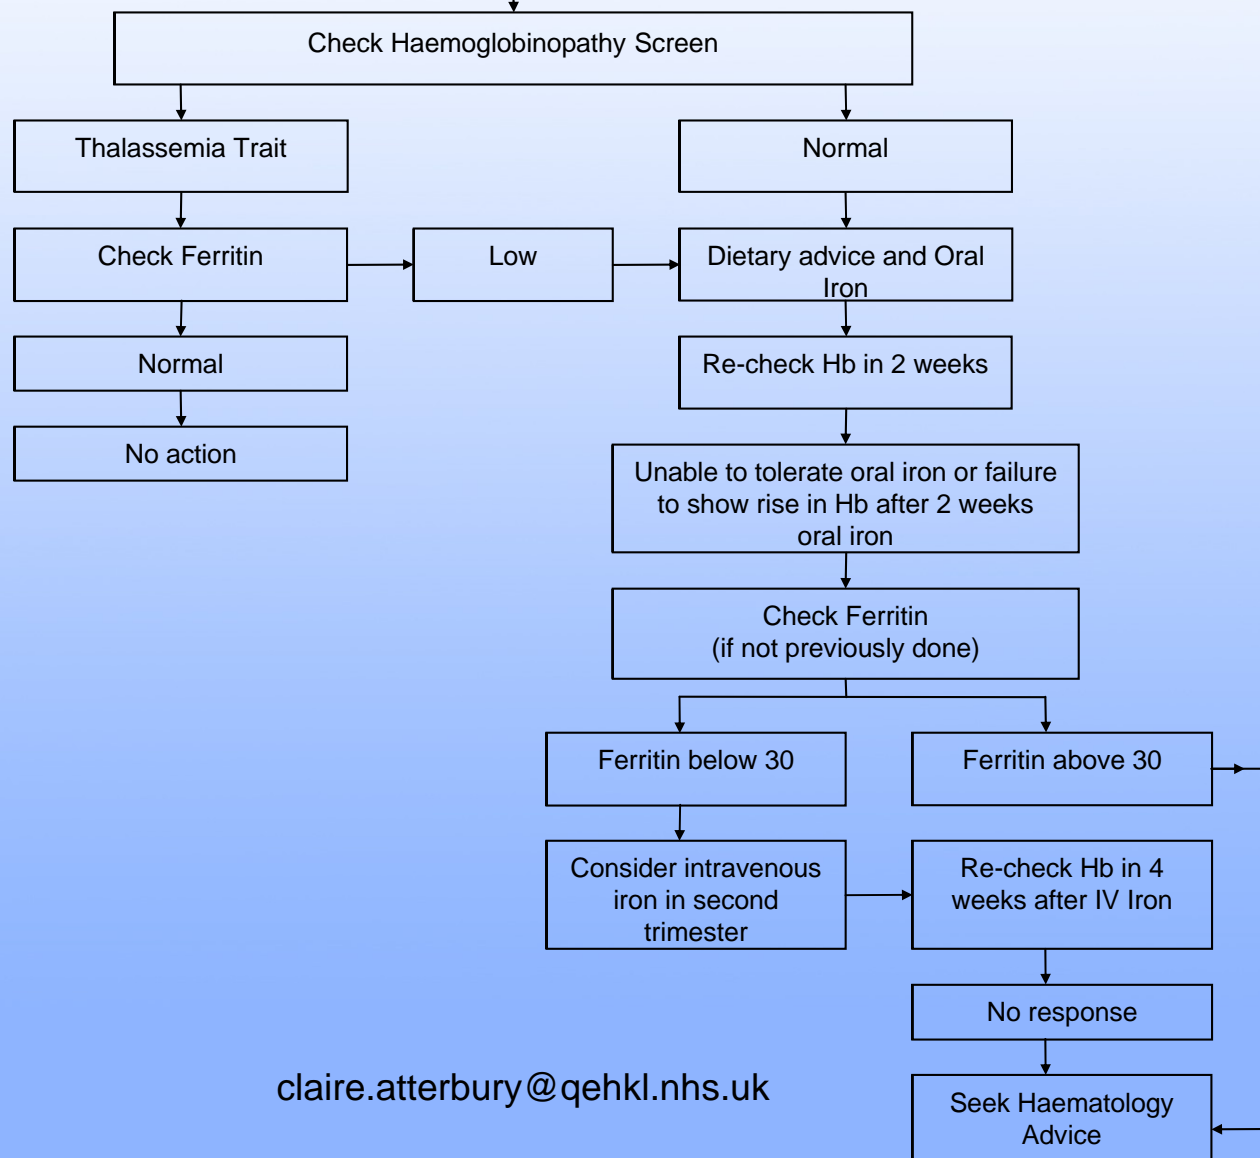 Check Haemoglobinopathy Screen
Thalassemia Trait
Normal
Check Ferritin
Low
Dietary advice and Oral
Iron
Normal
Re-check Hb in 2 weeks
No action
Unable to tolerate oral iron or failure
to show rise in Hb after 2 weeks
oral iron
Check Ferritin
(if not previously done)
Ferritin below 30
Ferritin above 30
Consider intravenous
iron in second
trimester
Re-check Hb in 4
weeks after IV Iron
No response
claire.atterbury@qehkl.nhs.uk
Seek Haematology
Advice